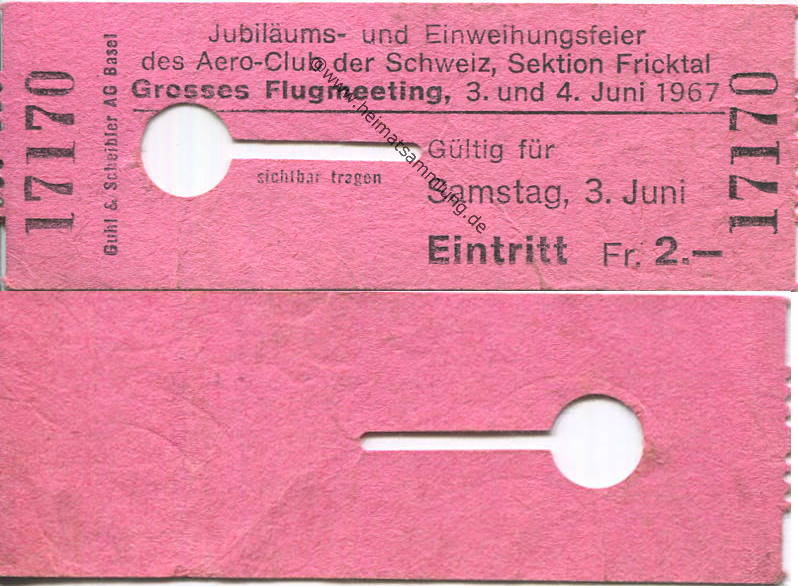 Jubiläums- und Einweihungsfeier
des Aero-Club der Schweiz, Sektion Fricktal
Grosses Flugmeeting, 3. und 4. Juni 1967
Gültig für
sichtbar tragen
Samstag, 3. Juni
Eintritt Fr. 2.–
17170
Guhl & Scheibler AG Basel
17170
©www.heimatsammlung.de